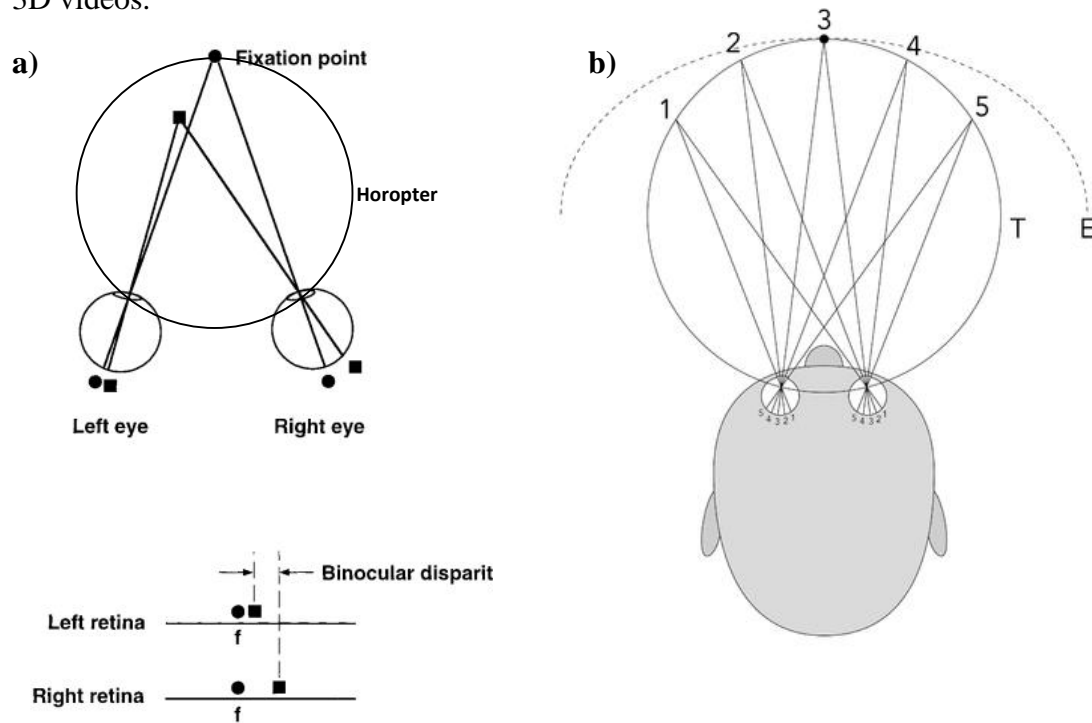 3D videos.
a)
Fixation point
Horopter
Left eye
Right eye
Binocular disparit
Left retina
f
Right retina
f
b)
3
2
4
1
5
T
E
5 4 3 2 1
5 4 3 2 1